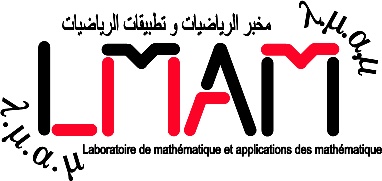 مخبر الرياضيات و تطبيقات الرياضيات
λ.μ.α.μ
LMAM
λ.μ.α.μ
Laboratoire de mathématique et applications des mathématique